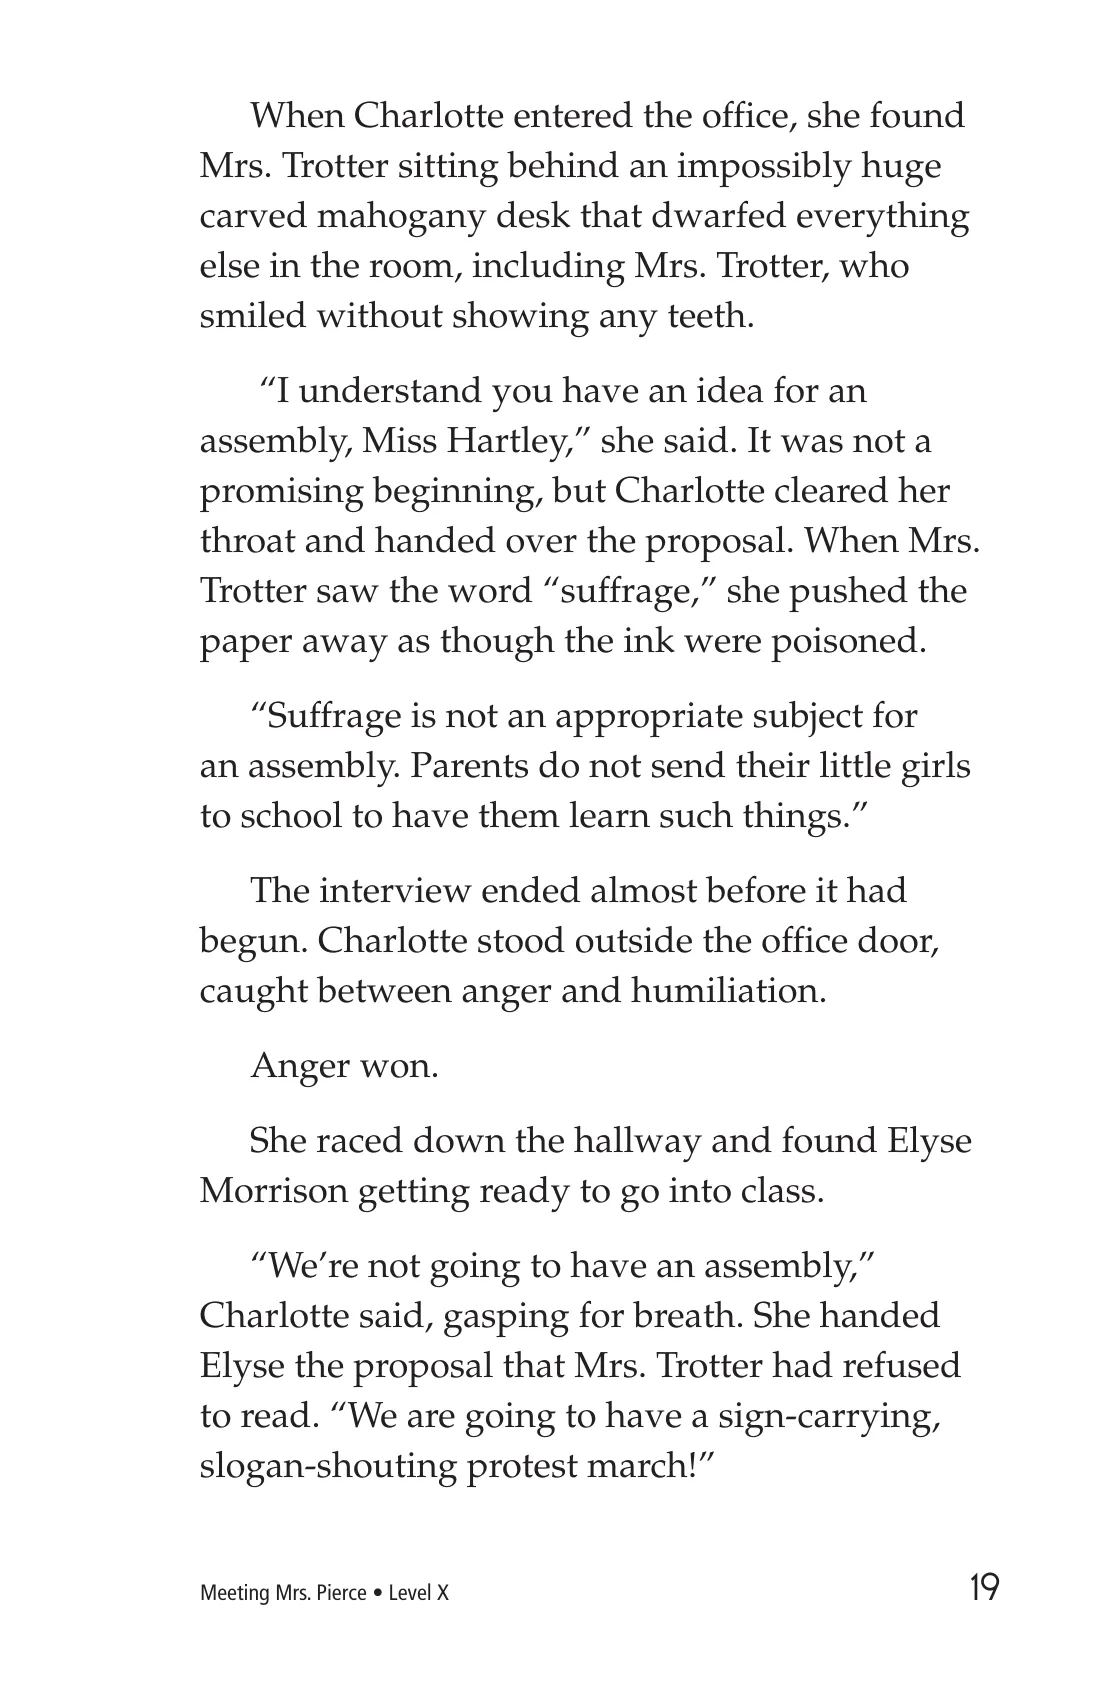 When Charlotte entered the office, she found
Mrs. Trotter sitting behind an impossibly huge
carved mahogany desk that dwarfed everything
else in the room, including Mrs. Trotter, who
smiled without showing any teeth.
“I understand you have an idea for an
assembly, Miss Hartley,” she said. It was not a
promising beginning, but Charlotte cleared her
throat and handed over the proposal. When Mrs.
Trotter saw the word “suffrage,” she pushed the
paper away as though the ink were poisoned.
“Suffrage is not an appropriate subject for
an assembly. Parents do not send their little girls
to school to have them learn such things.”
The interview ended almost before it had
begun. Charlotte stood outside the office door,
caught between anger and humiliation.
Anger won.
She raced down the hallway and found Elyse
Morrison getting ready to go into class.
“We’re not going to have an assembly,”
Charlotte said, gasping for breath. She handed
Elyse the proposal that Mrs. Trotter had refused
to read. “We are going to have a sign-carrying,
slogan-shouting protest march!”
Meeting Mrs. Pierce • Level X
19